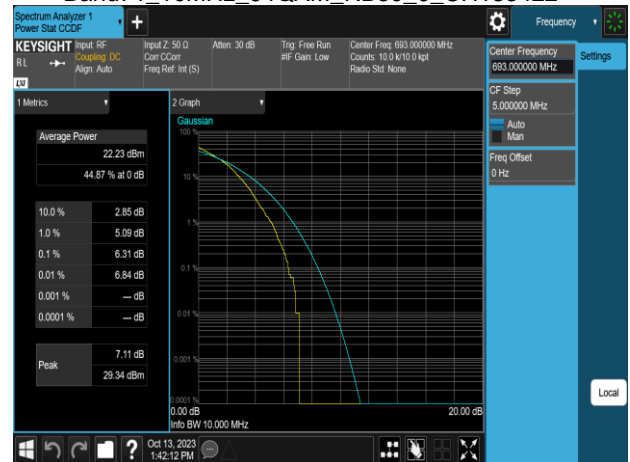 Spectrum Analyzer 1
Power Stat CCDF
Frequency
KEYSIGHT
RL
LXI
Input: RF
Coupling: DC
Align: Auto
Input Z: 50 Ω
Corr CCorr
Freq Ref: Int (S)
Atten: 30 dB
Trig: Free Run
#IF Gain: Low
Center Freq: 693.000000 MHz
Counts: 10.0 k/10.0 kpt
Radio Std: None
Center Frequency
693.000000 MHz
Settings
CF Step
5.000000 MHz
Auto
Man
Freq Offset
0 Hz
1 Metrics
Average Power
22.23 dBm
44.87 % at 0 dB
10.0 % 2.85 dB
1.0 % 5.09 dB
0.1 % 6.31 dB
0.01 % 6.84 dB
0.001 % --- dB
0.0001 % --- dB
Peak 7.11 dB
29.34 dBm
2 Graph
Gaussian
100 %
10 %
1 %
0.1 %
0.01 %
0.001 %
0.0001 %
0.00 dB 20.00 dB
Info BW 10.000 MHz
Local
?
Oct 13, 2023
1:42:12 PM